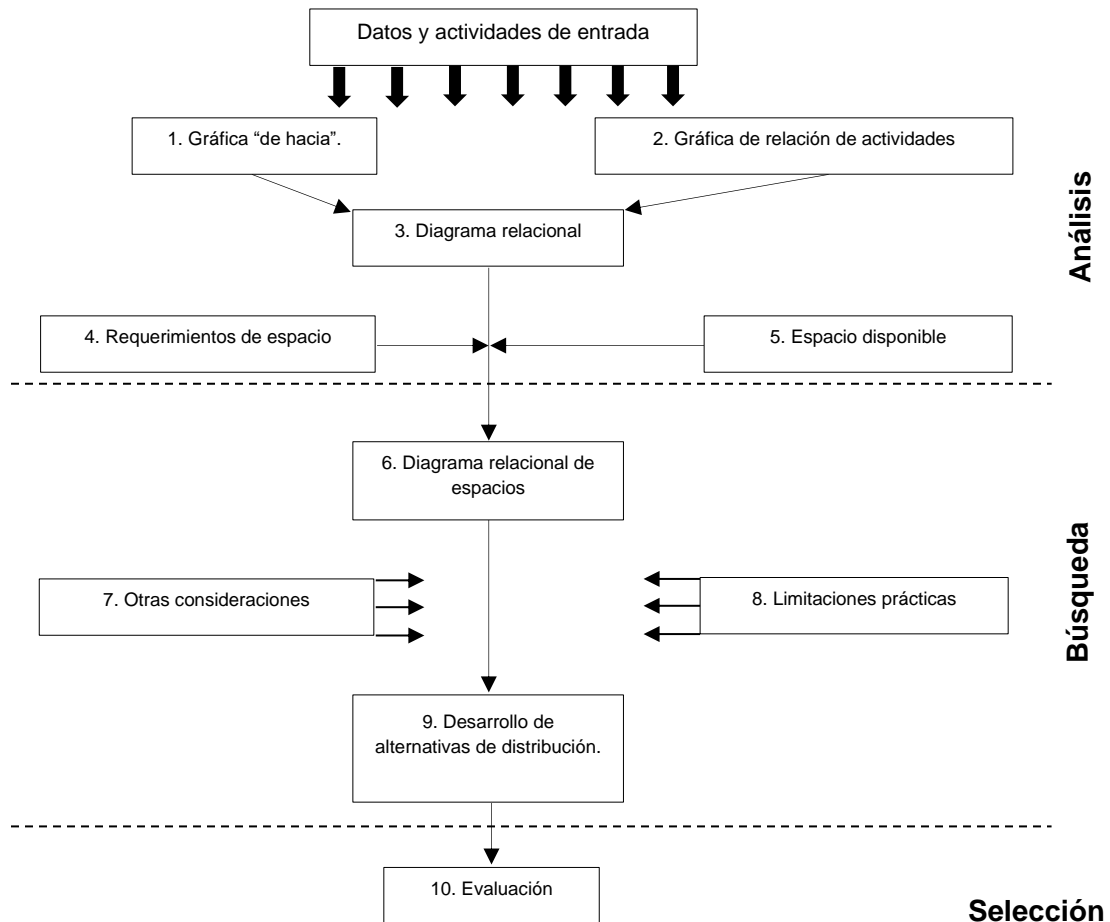 Datos y actividades de entrada
1. Gráfica “de hacia”.
2. Gráfica de relación de actividades
3. Diagrama relacional
Análisis
4. Requerimientos de espacio
5. Espacio disponible
6. Diagrama relacional de
espacios
Búsqueda
7. Otras consideraciones
8. Limitaciones prácticas
9. Desarrollo de
alternativas de distribución.
10. Evaluación
Selección